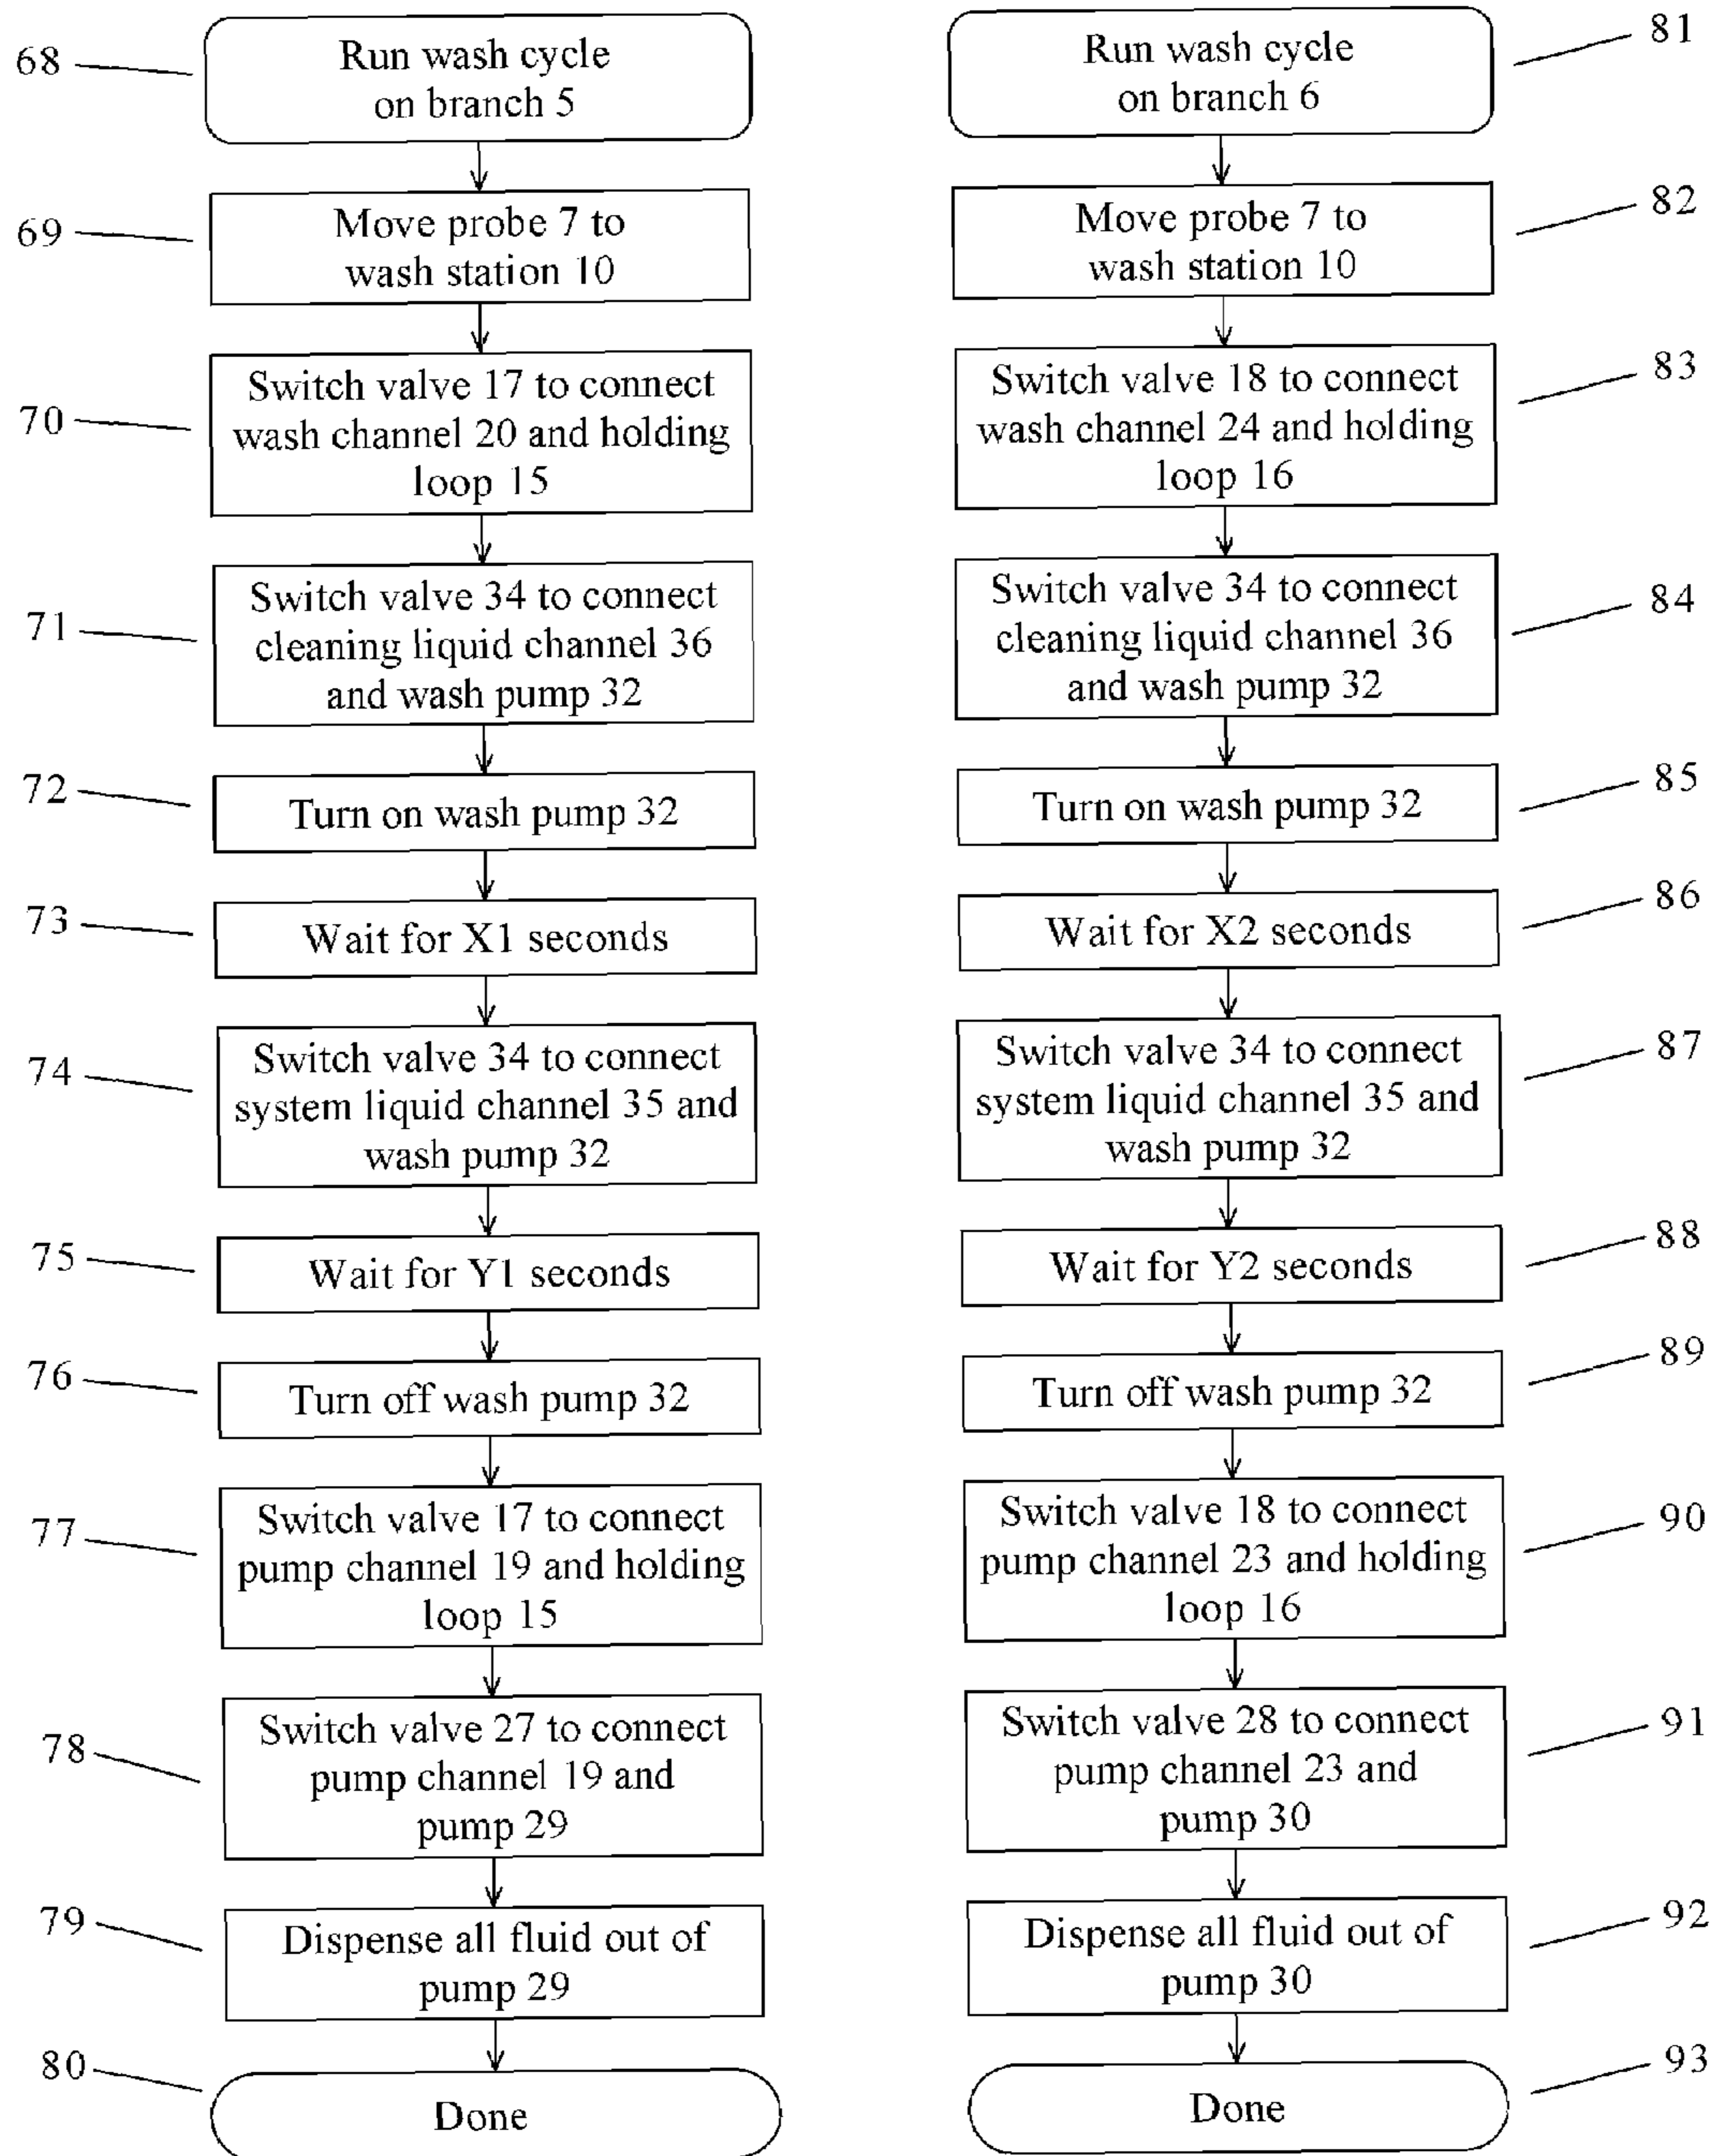 68
Run wash cycle
on branch 5
69
Move probe 7 to
wash station 10
70
Switch valve 17 to connect
wash channel 20 and holding
loop 15
71
Switch valve 34 to connect
cleaning liquid channel 36
and wash pump 32
72
Turn on wash pump 32
73
Wait for X1 seconds
74
Switch valve 34 to connect
system liquid channel 35 and
wash pump 32
75
Wait for Y1 seconds
76
Turn off wash pump 32
77
Switch valve 17 to connect
pump channel 19 and holding
loop 15
78
Switch valve 27 to connect
pump channel 19 and
pump 29
79
Dispense all fluid out of
pump 29
80
Done
81
Run wash cycle
on branch 6
82
Move probe 7 to
wash station 10
83
Switch valve 18 to connect
wash channel 24 and holding
loop 16
84
Switch valve 34 to connect
cleaning liquid channel 36
and wash pump 32
85
Turn on wash pump 32
86
Wait for X2 seconds
87
Switch valve 34 to connect
system liquid channel 35 and
wash pump 32
88
Wait for Y2 seconds
89
Turn off wash pump 32
90
Switch valve 18 to connect
pump channel 23 and holding
loop 16
91
Switch valve 28 to connect
pump channel 23 and
pump 30
92
Dispense all fluid out of
pump 30
93
Done